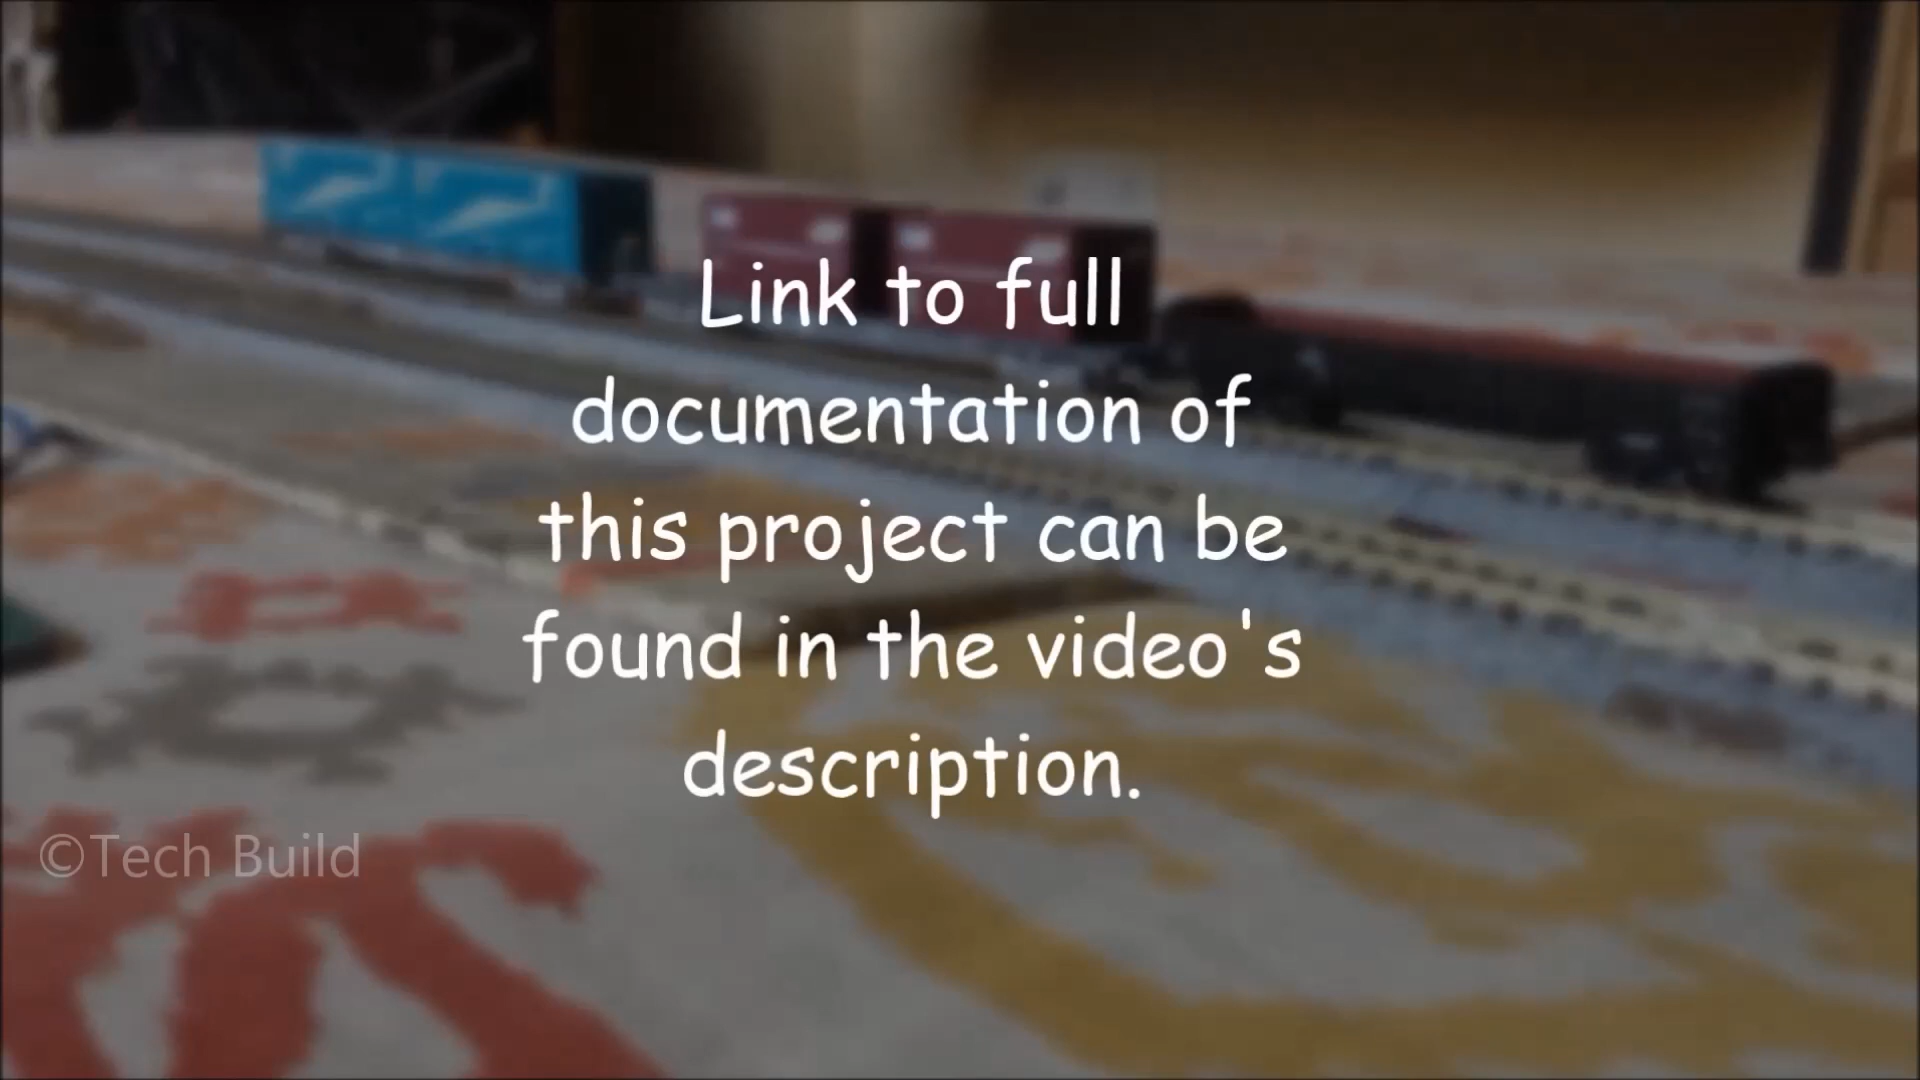 Link to full
documentation of
this project can be
found in the video's
description.
©Tech Build